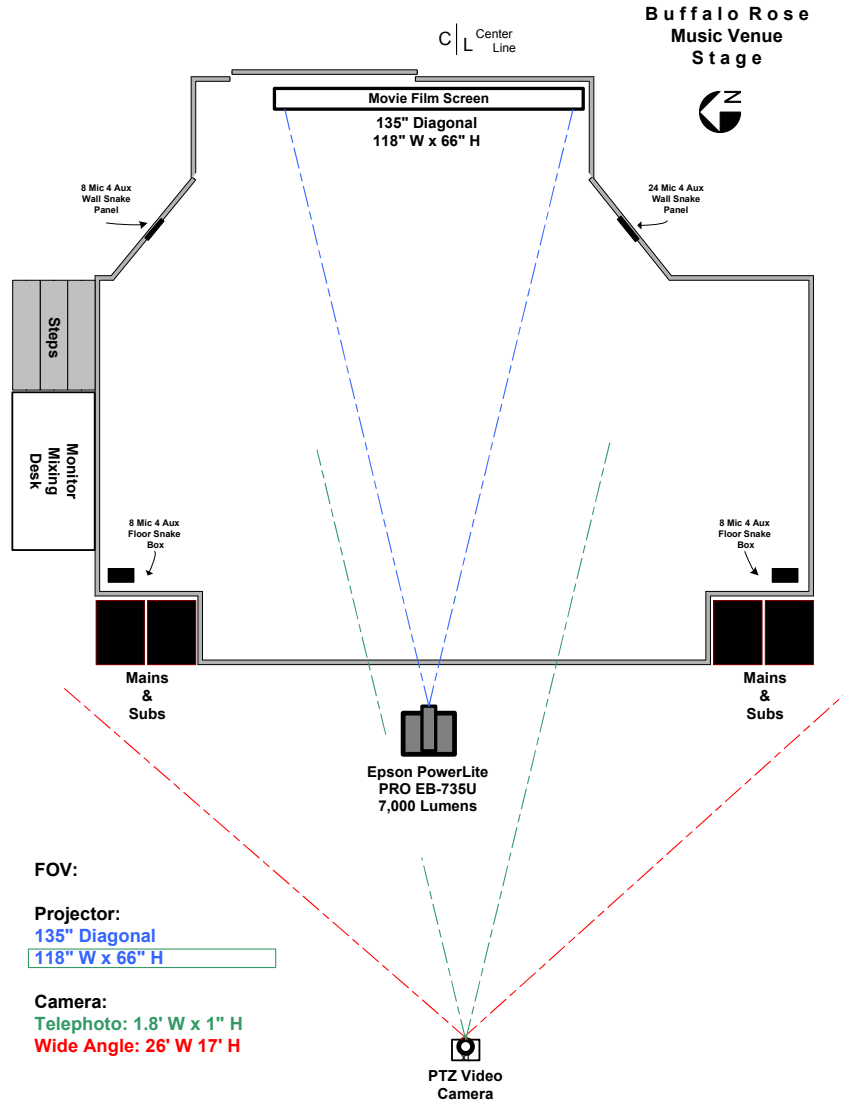 Buffalo Rose
Music Venue
Stage
C L Center
Line
N
Movie Film Screen
135" Diagonal
118" W x 66" H
8 Mic 4 Aux
Wall Snake
Panel
24 Mic 4 Aux
Wall Snake
Panel
Steps
Monitor
Mixing
Desk
8 Mic 4 Aux
Floor Snake
Box
8 Mic 4 Aux
Floor Snake
Box
Mains
&
Subs
Mains
&
Subs
Epson PowerLite
PRO EB-735U
7,000 Lumens
FOV:
Projector:
135" Diagonal
118" W x 66" H
Camera:
Telephoto: 1.8' W x 1" H
Wide Angle: 26' W 17' H
PTZ Video
Camera